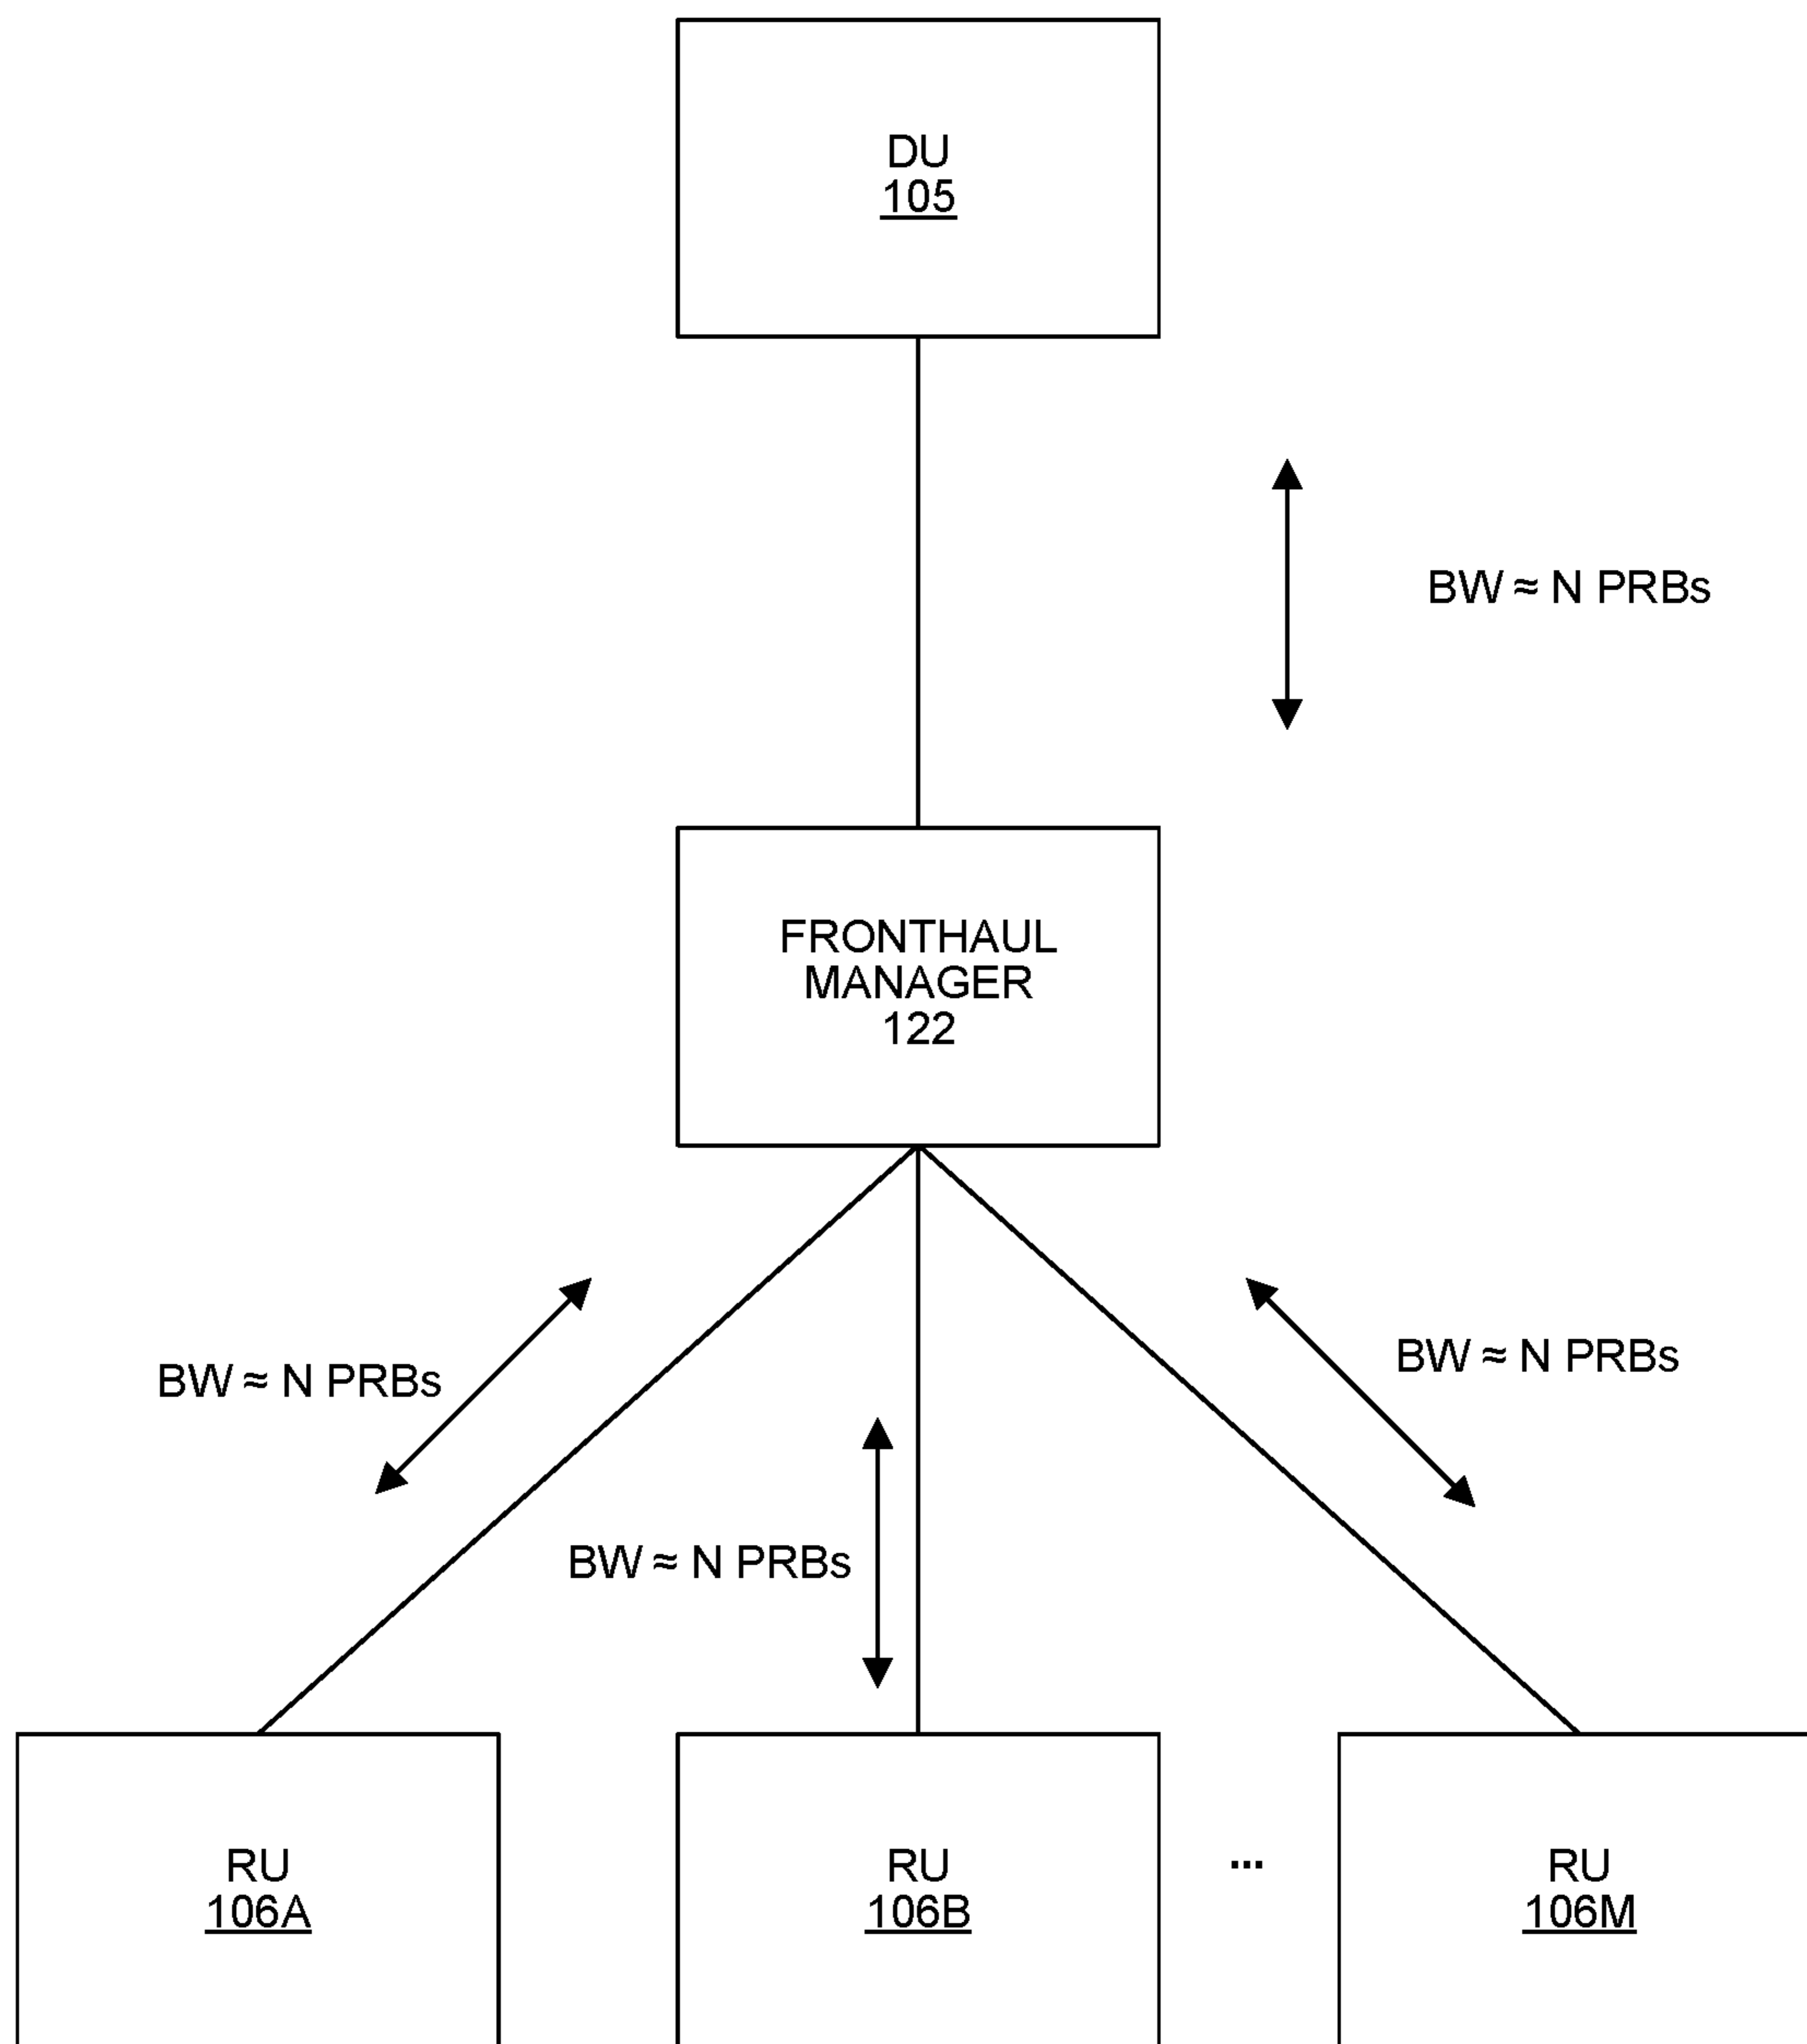 DU
105
BW ≈ N PRBs
FRONTHAUL
MANAGER
122
BW ≈ N PRBs
BW ≈ N PRBs
BW ≈ N PRBs
RU
106A
RU
106B
...
RU
106M